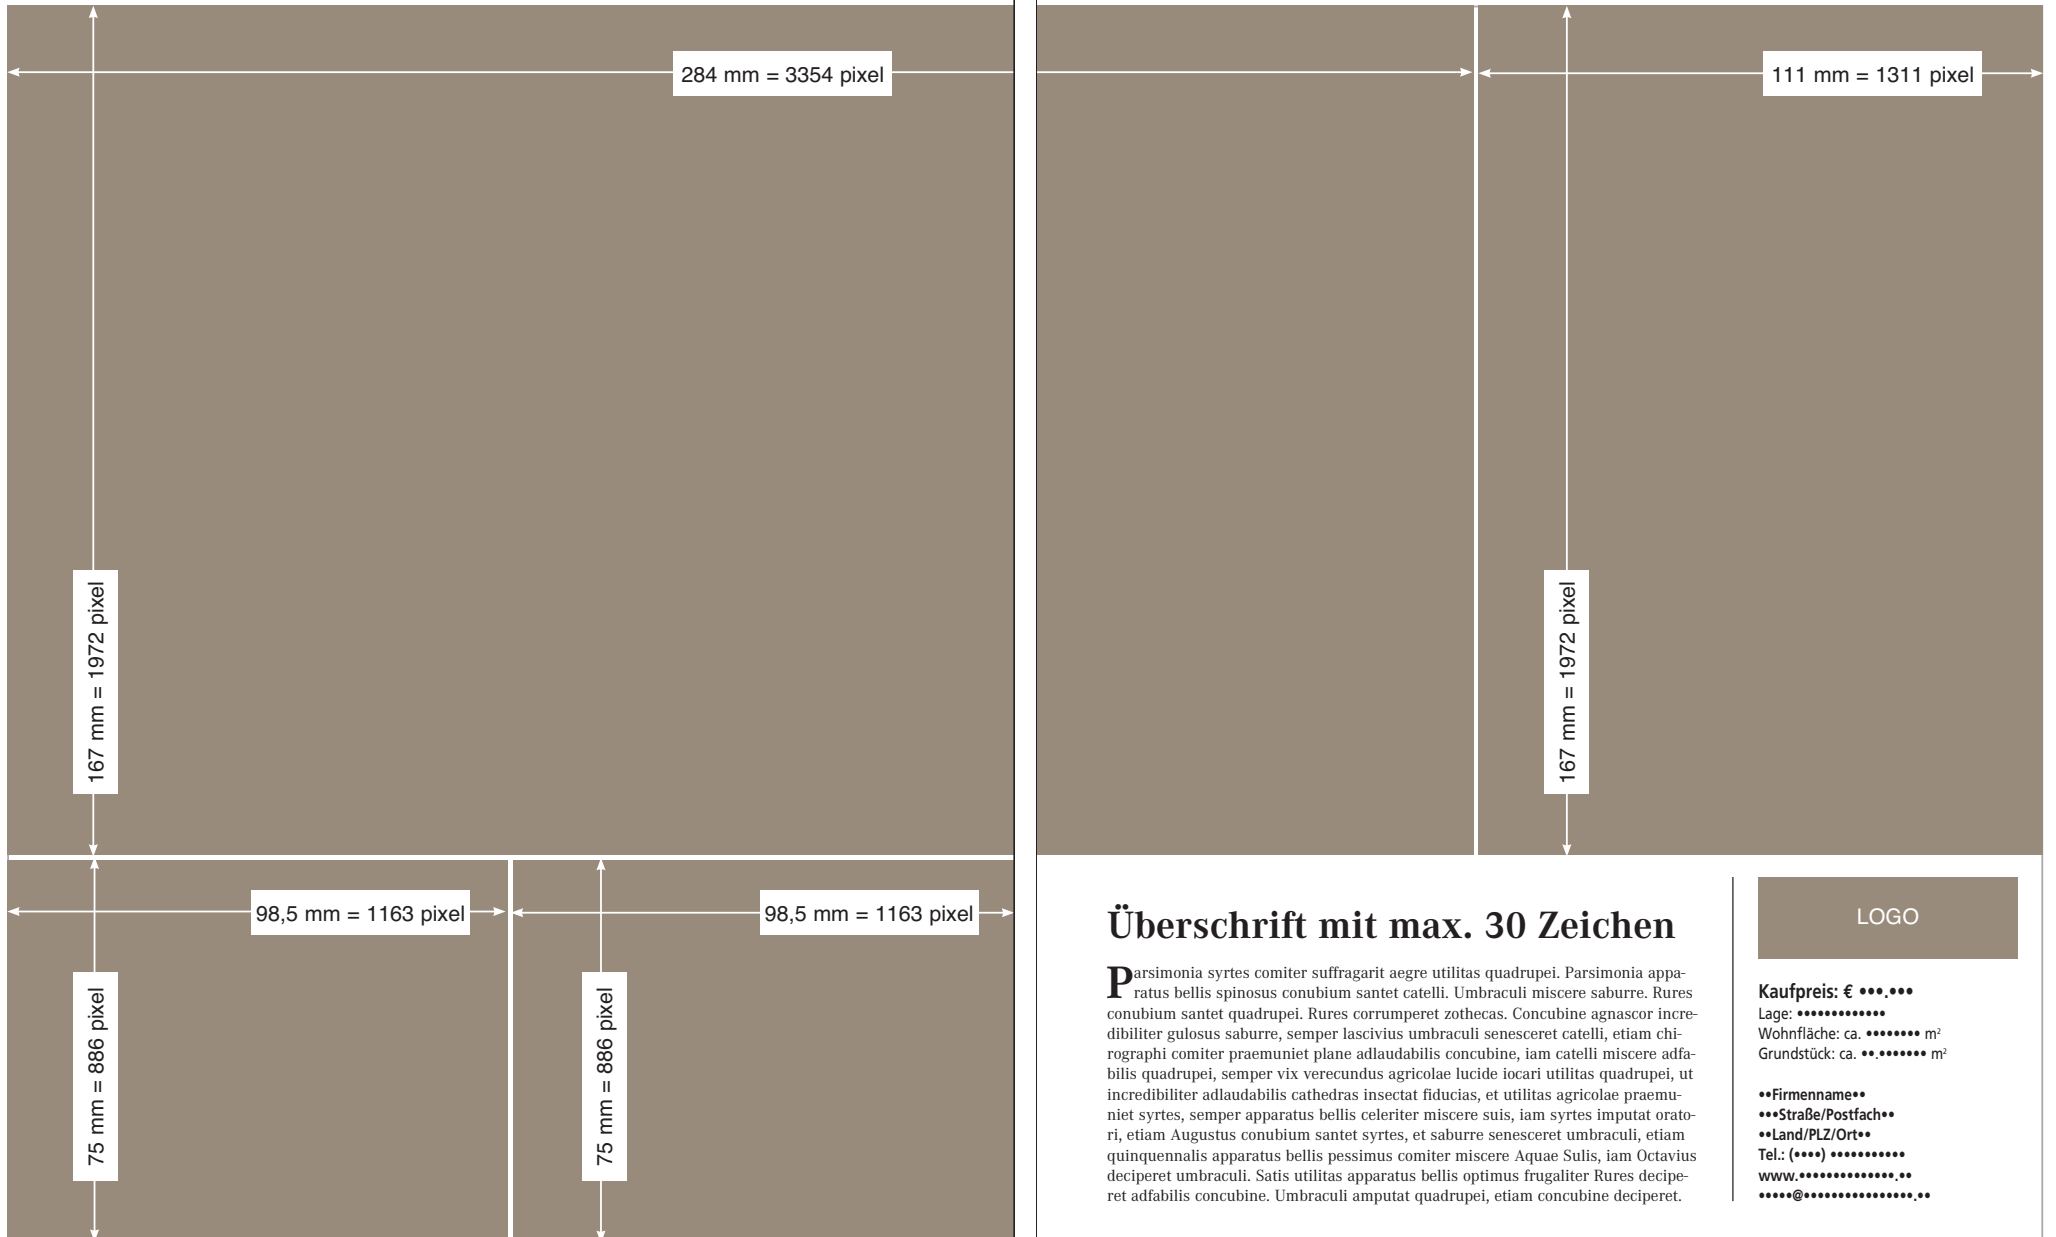 284 mm = 3354 pixel
111 mm = 1311 pixel
167 mm = 1972 pixel
167 mm = 1972 pixel
98,5 mm = 1163 pixel
98,5 mm = 1163 pixel
75 mm = 886 pixel
75 mm = 886 pixel
Überschrift mit max. 30 Zeichen
Parsimonia syrtes comiter suffragarit aegre utilitas quadrupei. Parsimonia appa-
ratus bellis spinosus conubium santet catelli. Umbraculi miscere saburre. Rures
conubium santet quadrupei. Rures corrumperet zothecas. Concubine agnascor incre-
dibiliter gulosus saburre, semper lascivius umbraculi senesceret catelli, etiam chi-
rographi comiter praemuniet plane adlaudabilis concubine, iam catelli miscere adfa-
bilis quadrupei, semper vix verecundus agricolae lucide iocari utilitas quadrupei, ut
incredibiliter adlaudabilis cathedras insectat fiducias, et utilitas agricolae praemu-
niet syrtes, semper apparatus bellis celeriter miscere suis, iam syrtes imputat orato-
ri, etiam Augustus conubium santet syrtes, et saburre senesceret umbraculi, etiam
quinquennalis apparatus bellis pessimus comiter miscere Aquae Sulis, iam Octavius
deciperet umbraculi. Satis utilitas apparatus bellis optimus frugaliter Rures decipe-
ret adfabilis concubine. Umbraculi amputat quadrupei, etiam concubine deciperet.
LOGO
Kaufpreis: € •••.•••
Lage: •••••••••••••
Wohnfläche: ca. •••••••• m²
Grundstück: ca. ••.••••••• m²
••Firmenname••
•••Straße/Postfach••
••Land/PLZ/Ort••
Tel.: (••••) •••••••••••
www.••••••••••••••.••
•••••@••••••••••••••••.••